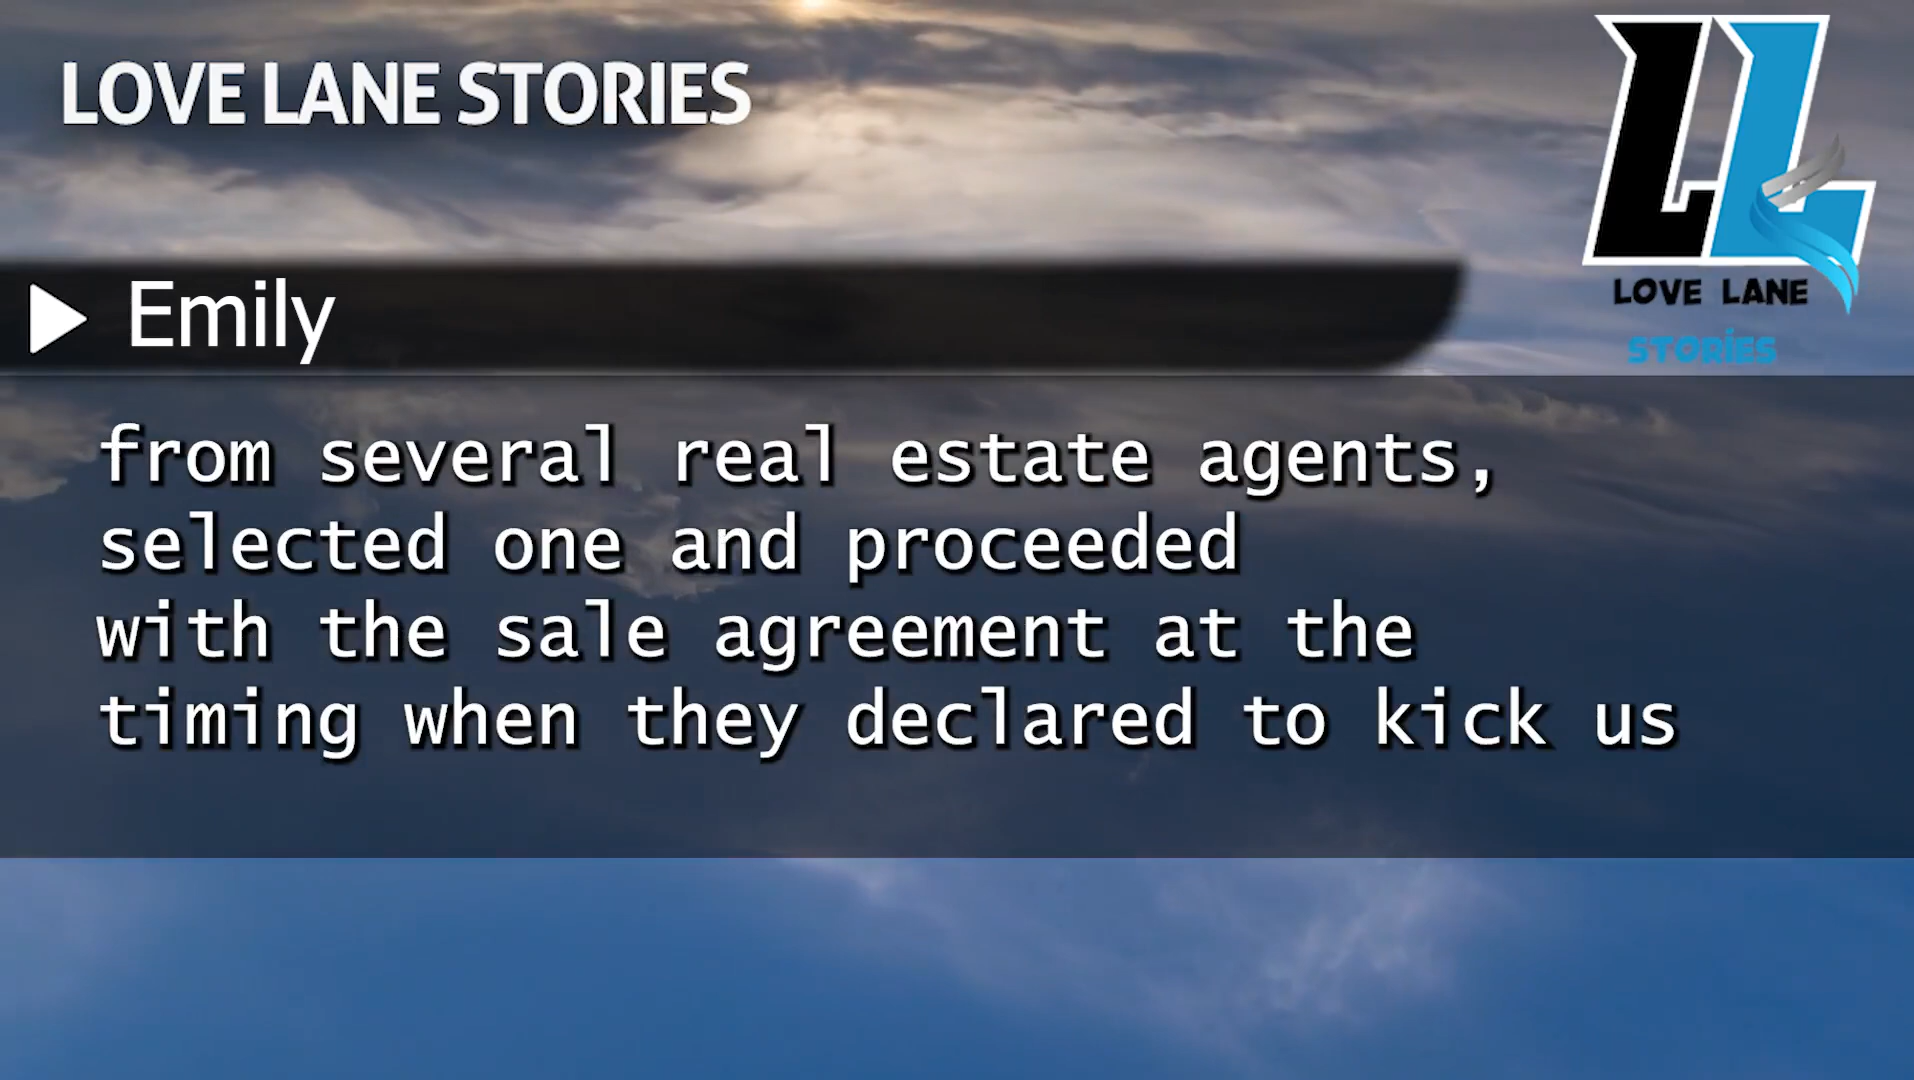 LOVE LANE STORIES
LL
LOVE LANE
STORIES
Emily
from several real estate agents,
selected one and proceeded
with the sale agreement at the
timing when they declared to kick us